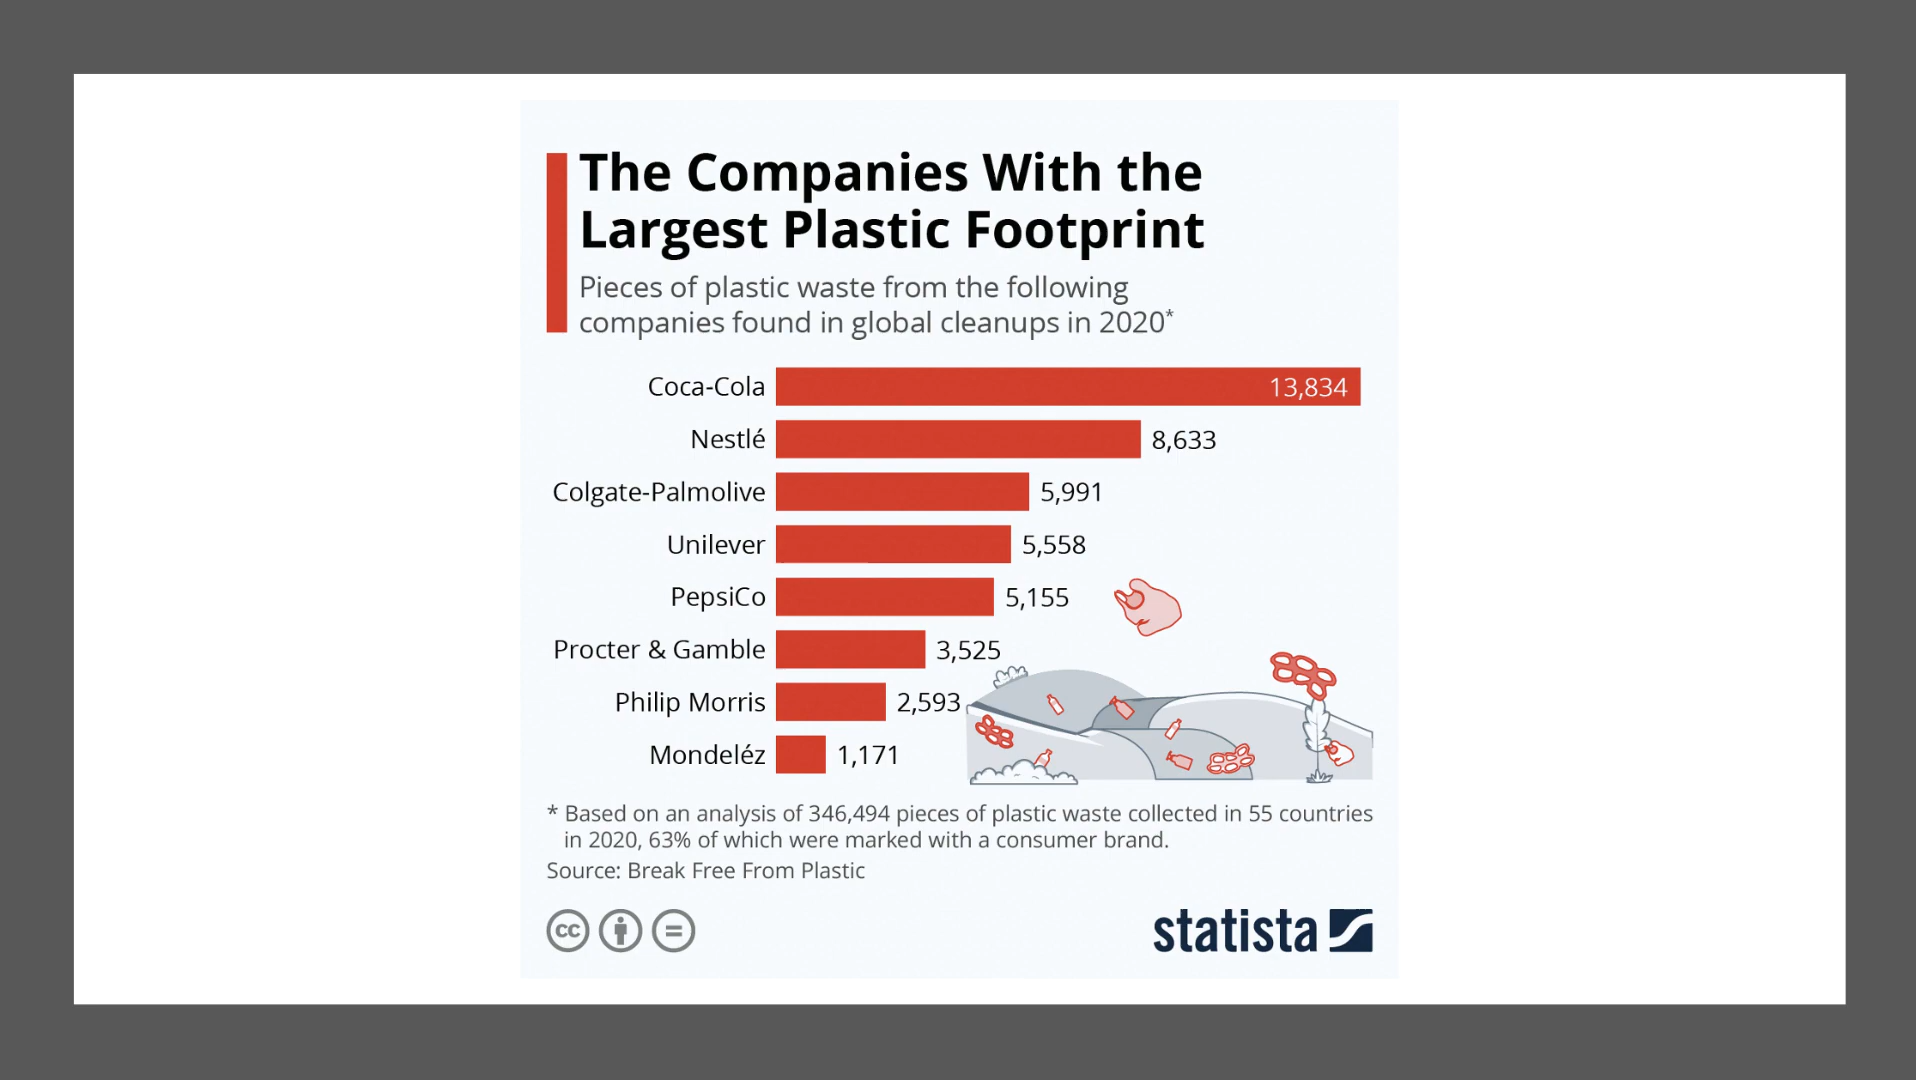 The Companies With the
Largest Plastic Footprint
Pieces of plastic waste from the following
companies found in global cleanups in 2020*
Coca-Cola 13,834
Nestlé 8,633
Colgate-Palmolive 5,991
Unilever 5,558
PepsiCo 5,155
Procter & Gamble 3,525
Philip Morris 2,593
Mondeléz 1,171
* Based on an analysis of 346,494 pieces of plastic waste collected in 55 countries
in 2020, 63% of which were marked with a consumer brand.
Source: Break Free From Plastic
cc = statista